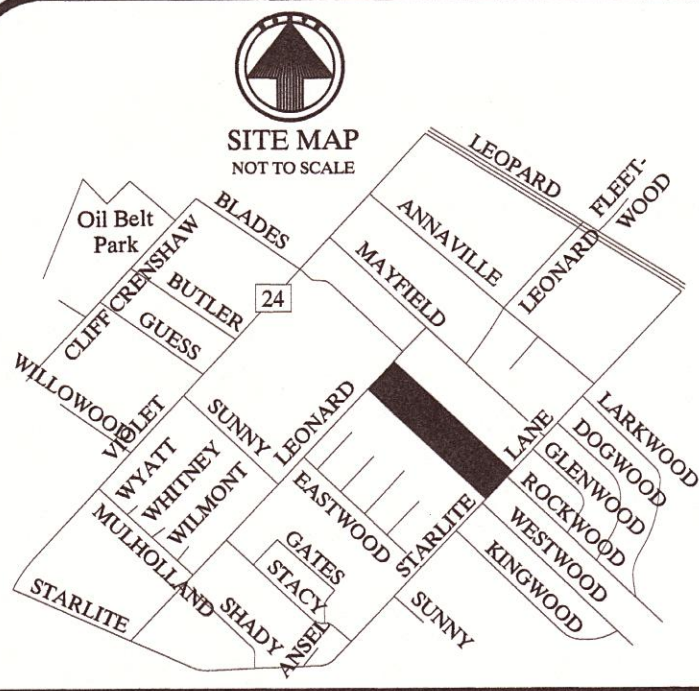 NORTH
SITE MAP
NOT TO SCALE
LEOPARD
FLEET-
WOOD
Oil Belt
Park
BLADES
ANNAVILLE
LEONARD
CLIFF CRENSHAW
MAYFIELD
BUTLER
24
GUESS
WILLOWOOD
VIOLET
SUNNY
LEONARD
LANE
LARKWOOD
DOGWOOD
GLENWOOD
ROCKWOOD
WESTWOOD
KINGWOOD
WYATT
WHITNEY
WILMONT
EASTWOOD
STARLITE
MULHOLLAND
GATES
STACY
SHADY
ANSEL
SUNNY
STARLITE